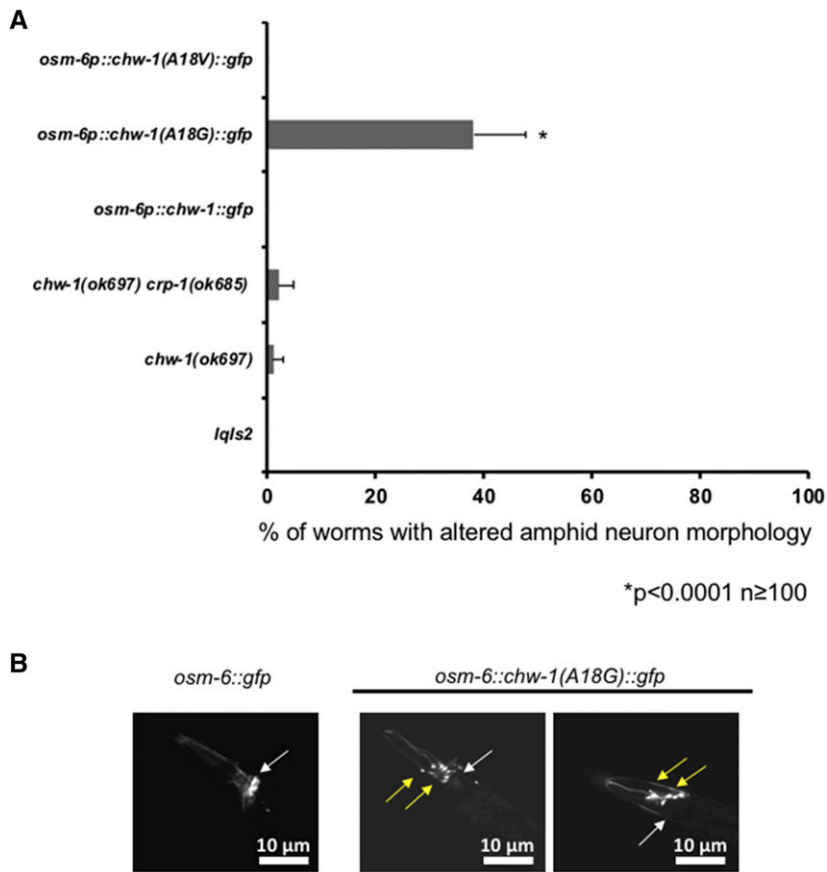 A
osm-6p::chw-1(A18V)::gfp
osm-6p::chw-1(A18G)::gfp
*
osm-6p::chw-1::gfp
chw-1(ok697) crp-1(ok685)
chw-1(ok697)
lqIs2
0 20 40 60 80 100
% of worms with altered amphid neuron morphology
*p<0.0001 n≥100
B
osm-6::gfp
osm-6::chw-1(A18G)::gfp
10 µm
10 µm
10 µm